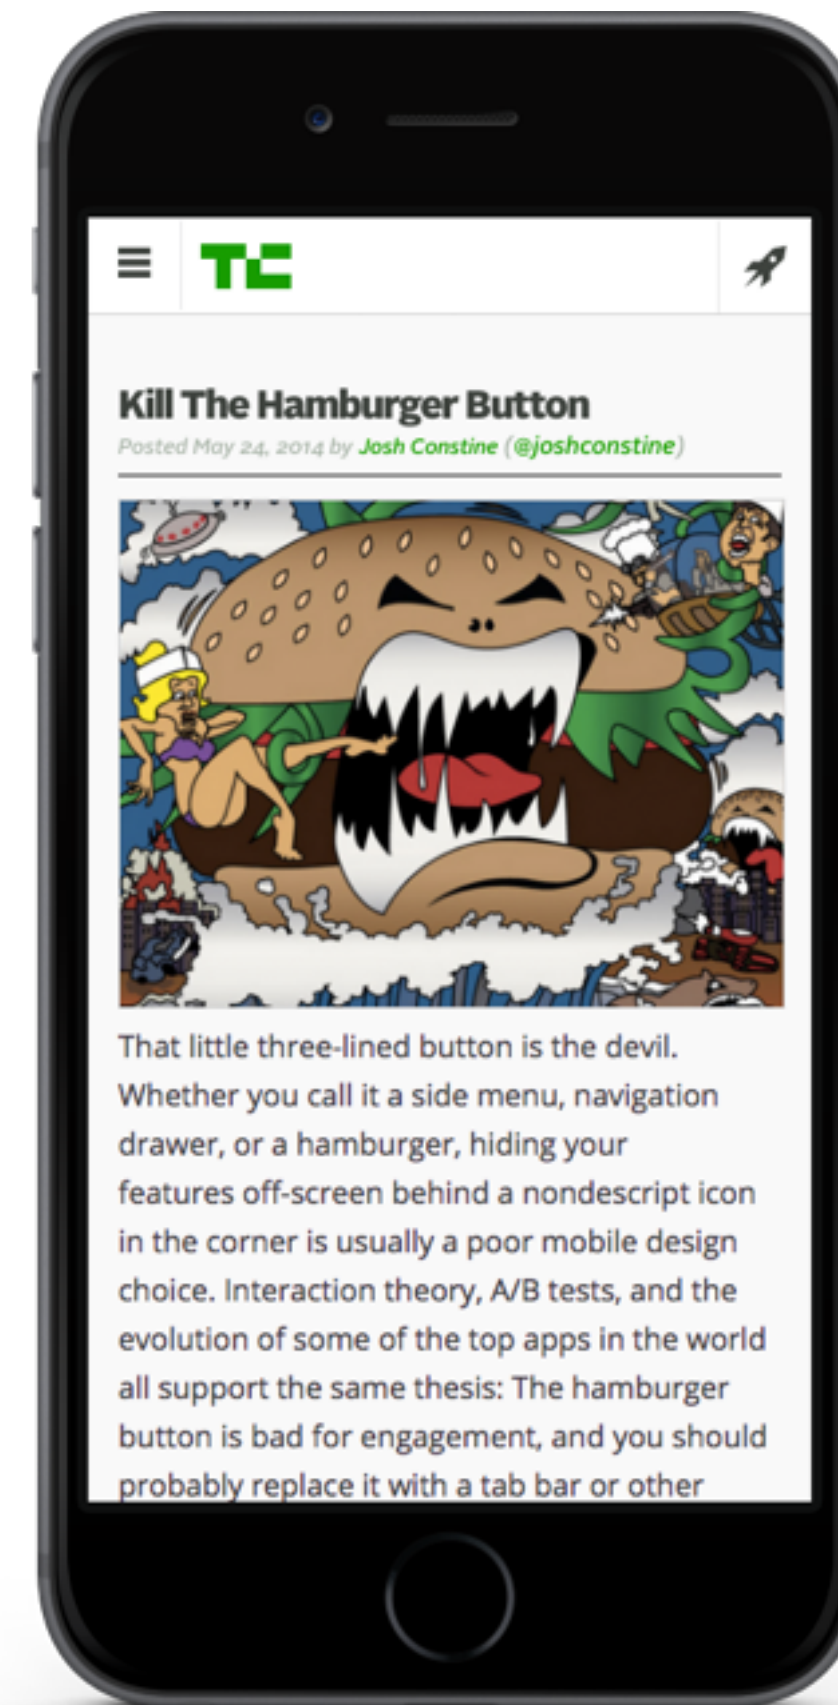 TC
Kill The Hamburger Button
Posted May 24, 2014 by Josh Constine (@joshconstine)
That little three-lined button is the devil.
Whether you call it a side menu, navigation
drawer, or a hamburger, hiding your
features off-screen behind a nondescript icon
in the corner is usually a poor mobile design
choice. Interaction theory, A/B tests, and the
evolution of some of the top apps in the world
all support the same thesis: The hamburger
button is bad for engagement, and you should
probably replace it with a tab bar or other